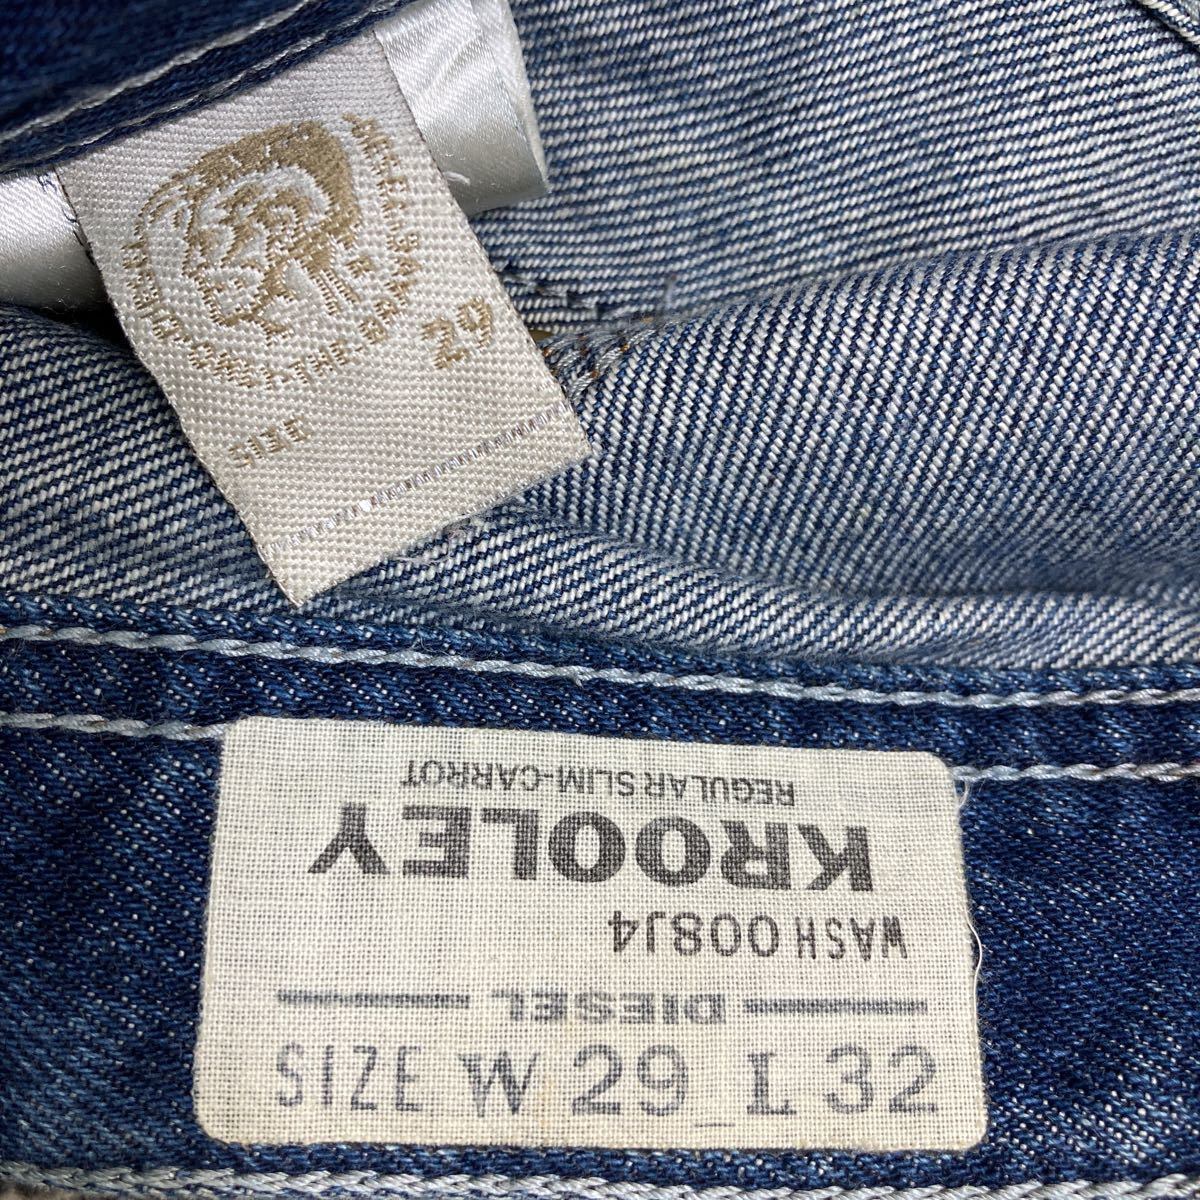 SIZE 29
REGULAR SLIM-CARROT
KROOLEY
WASH 008J4
DIESEL
SIZE W 29 L 32